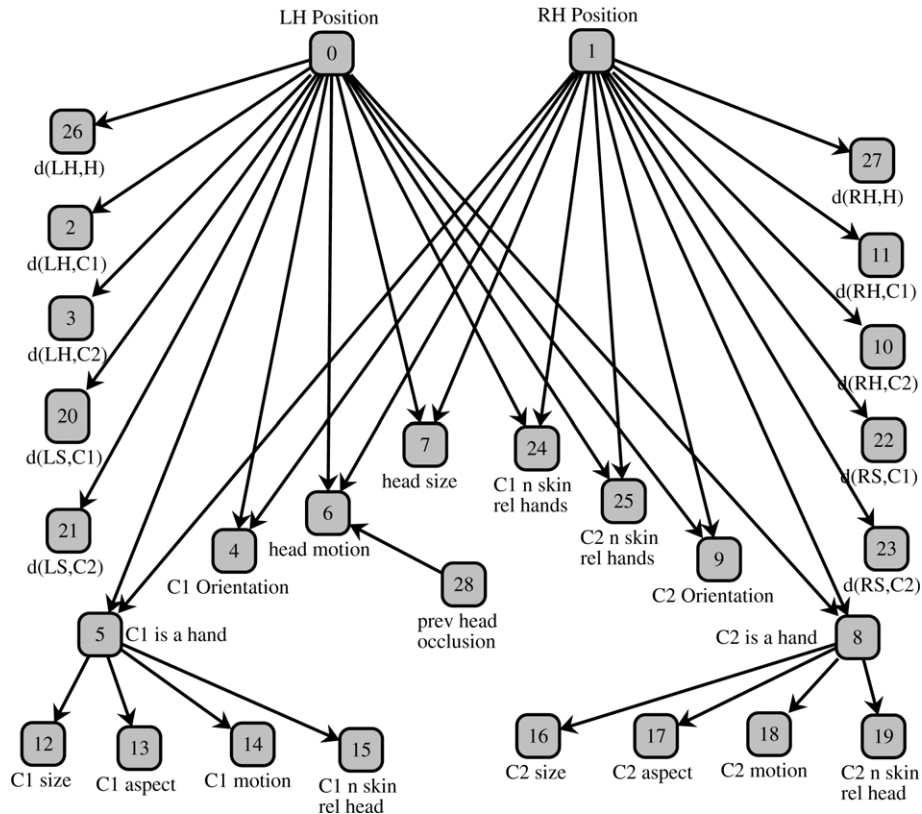 LH Position
RH Position
0
1
26
d(LH,H)
27
d(RH,H)
2
d(LH,C1)
11
d(RH,C1)
3
d(LH,C2)
10
d(RH,C2)
20
d(LS,C1)
7
head size
24
C1 n skin
rel hands
22
d(RS,C1)
21
d(LS,C2)
4
C1 Orientation
6
head motion
25
C2 n skin
rel hands
9
C2 Orientation
23
d(RS,C2)
28
prev head
occlusion
5
C1 is a hand
C2 is a hand
8
12
C1 size
13
C1 aspect
14
C1 motion
15
C1 n skin
rel head
16
C2 size
17
C2 aspect
18
C2 motion
19
C2 n skin
rel head